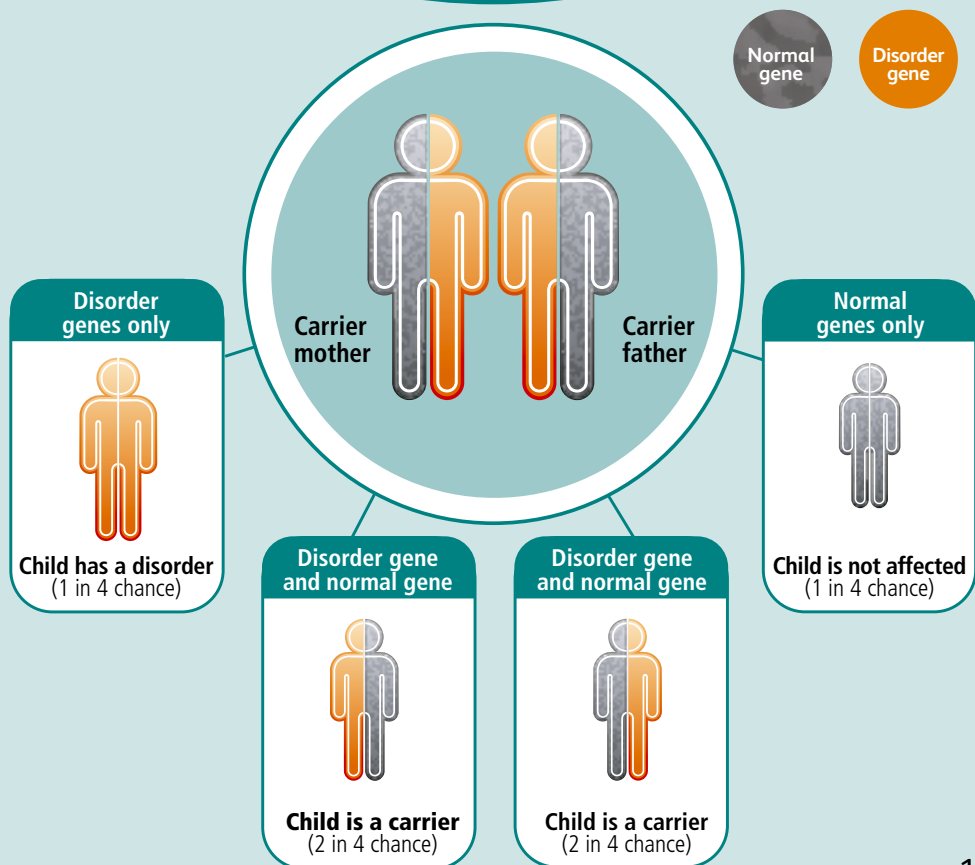 Normal
gene
Disorder
gene
Carrier
mother
Carrier
father
Disorder
genes only
Child has a disorder
(1 in 4 chance)
Disorder gene
and normal gene
Child is a carrier
(2 in 4 chance)
Disorder gene
and normal gene
Child is a carrier
(2 in 4 chance)
Normal
genes only
Child is not affected
(1 in 4 chance)